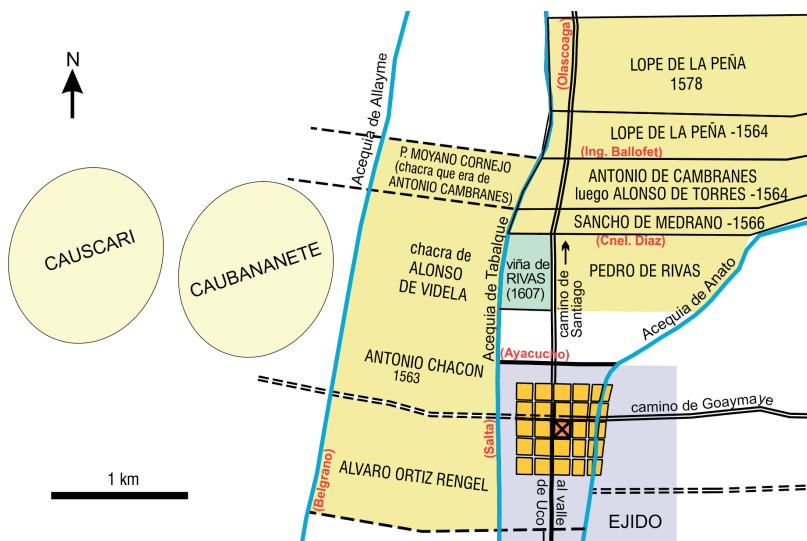 N
Acequia de Allayme
(Olascoaga)
LOPE DE LA PEÑA
1578
LOPE DE LA PEÑA -1564
(Ing. Ballofet)
P. MOYANO CORNEJO
(chacra que era de
ANTONIO CAMBRANES)
ANTONIO DE CAMBRANES
luego ALONSO DE TORRES -1564
SANCHO DE MEDRANO -1566
(Cnel. Díaz)
CAUSCARI
CAUBANANETE
chacra de
ALONSO
DE VIDELA
Acequia de Tabalque
viña de
RIVAS
(1607)
camino de
Santiago
PEDRO DE RIVAS
Acequia de Anato
(Ayacucho)
ANTONIO CHACON
1563
camino de Goaymaye
(Salta)
(Belgrano)
ALVARO ORTIZ RENGEL
1 km
al valle
de Uco
EJIDO